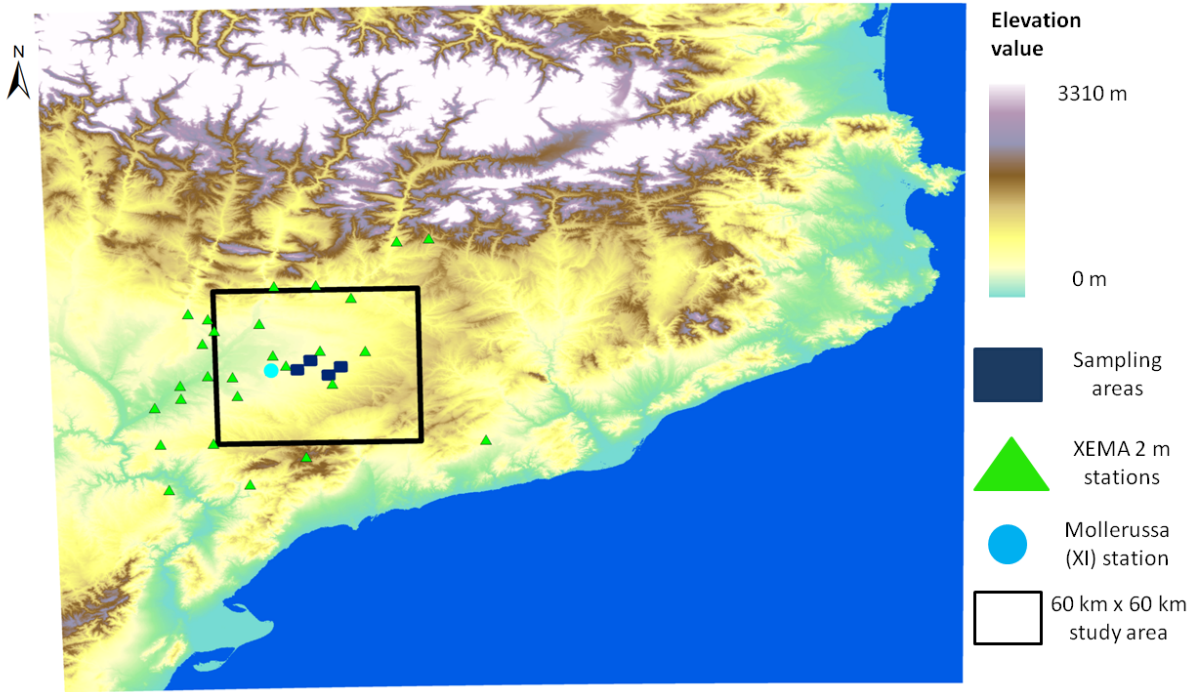 N
Elevation
value
3310 m
0 m
Sampling
areas
XEMA 2 m
stations
Mollerussa
(XI) station
60 km x 60 km
study area